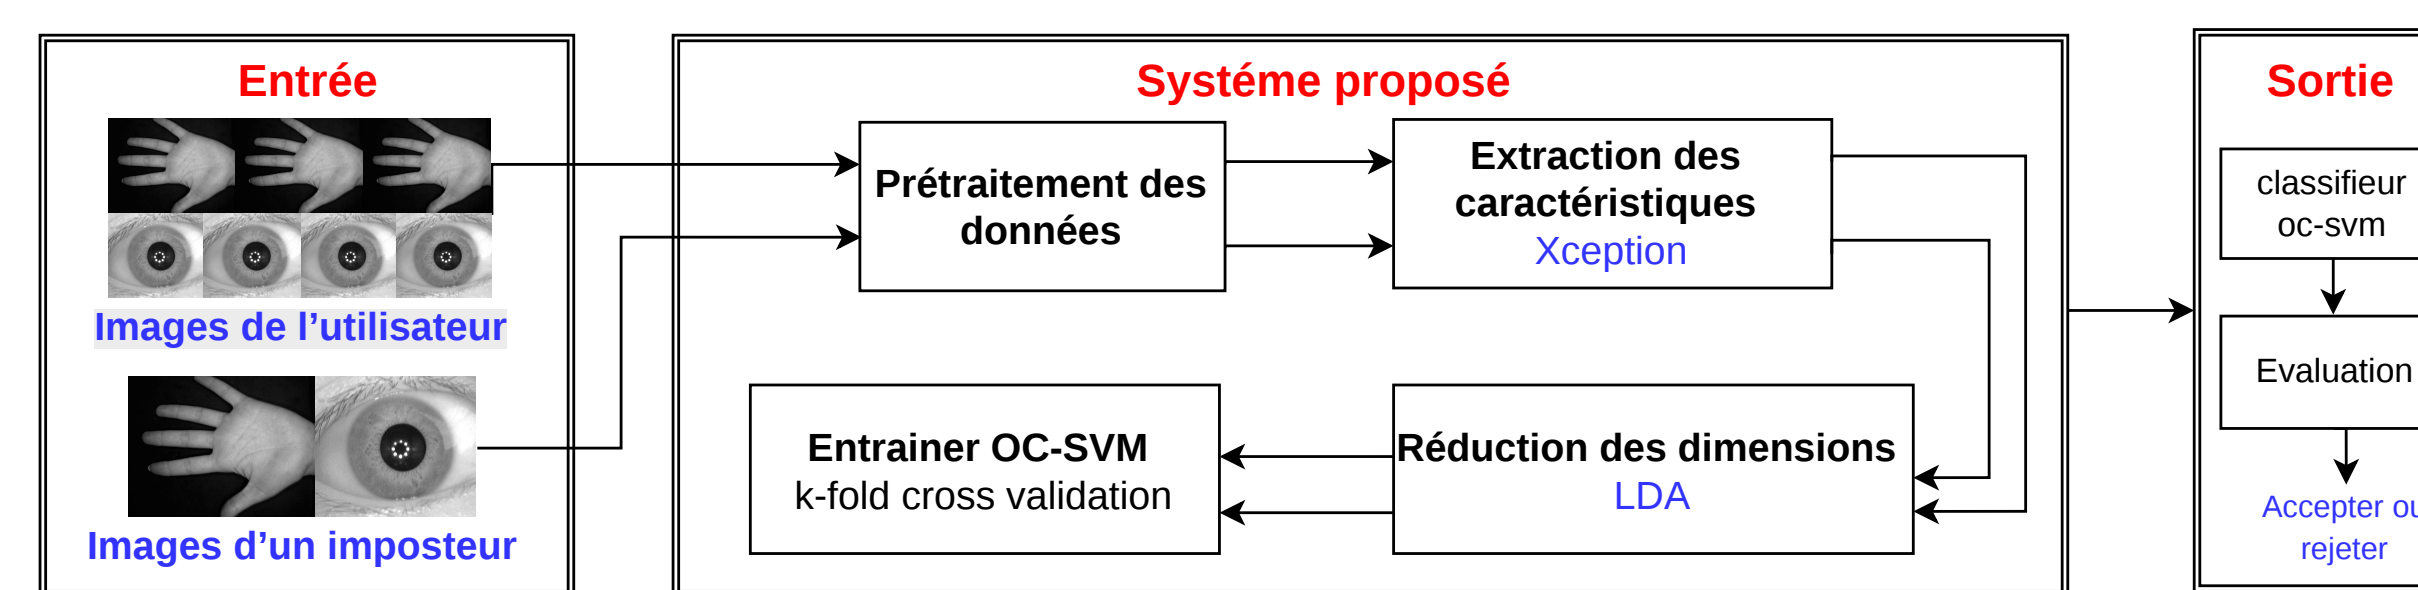 Entrée
Images de l’utilisateur
Images d’un imposteur
Systéme proposé
Prétraitement des
données
Extraction des
caractéristiques
Xception
Réduction des dimensions
LDA
Entrainer OC-SVM
k-fold cross validation
Sortie
classifieur
oc-svm
Evaluation
Accepter ou
rejeter